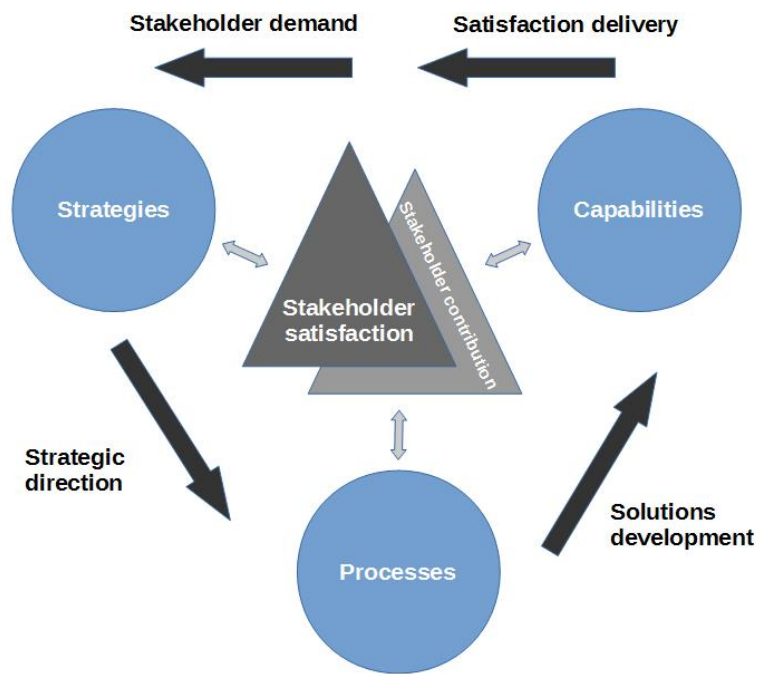 Stakeholder demand
Satisfaction delivery
Strategies
Capabilities
Stakeholder
satisfaction
Stakeholder contribution
Strategic
direction
Solutions
development
Processes